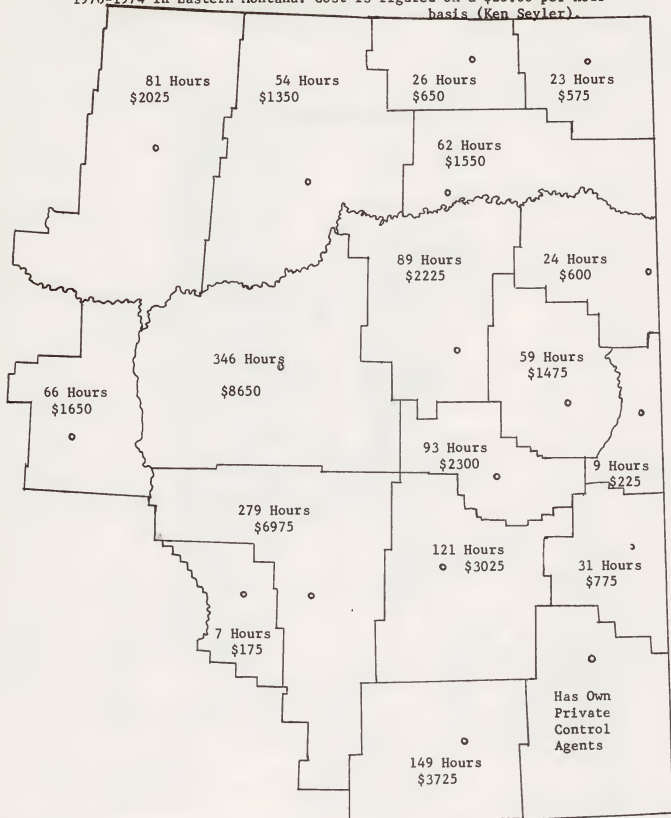 1970-1974 in Eastern Montana. Cost is figured on a $25.00 per hour
basis (Ken Seyler).
81 Hours
$2025
54 Hours
$1350
26 Hours
$650
23 Hours
$575
62 Hours
$1550
89 Hours
$2225
24 Hours
$600
346 Hours
$8650
59 Hours
$1475
66 Hours
$1650
93 Hours
$2300
9 Hours
$225
279 Hours
$6975
121 Hours
$3025
31 Hours
$775
7 Hours
$175
Has Own
Private
Control
Agents
149 Hours
$3725